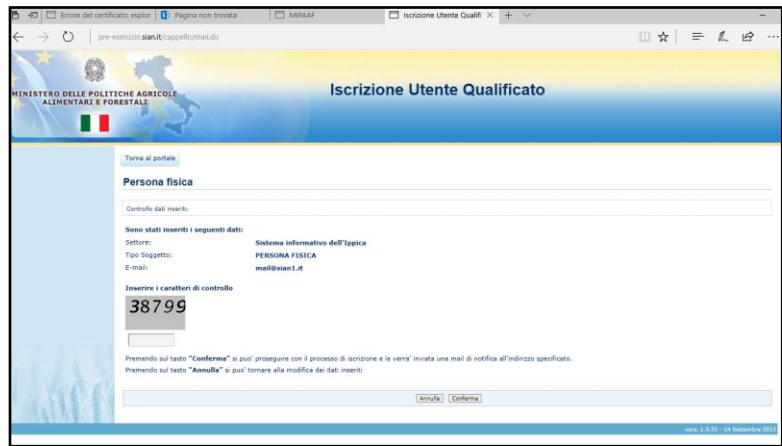 Errore del certificato: esplor
Pagina non trovata
MIPAAF
Iscrizione Utente Qualifi
pre-esercizio.sian.it/cappello/mail.do
MINISTERO DELLE POLITICHE AGRICOLE
ALIMENTARI E FORESTALI
Iscrizione Utente Qualificato
Torna al portale
Persona fisica
Controllo dati inseriti.
Sono stati inseriti i seguenti dati:
Settore: Sistema informativo dell'Ippica
Tipo Soggetto: PERSONA FISICA
E-mail: mail@sian1.it
Inserire i caratteri di controllo
38799
Premendo sul tasto "Conferma" si puo' proseguire con il processo di iscrizione e le verra' inviata una mail di notifica all'indirizzo specificato.
Premendo sul tasto "Annulla" si puo' tornare alla modifica dei dati inseriti
Annulla Conferma
vers. 1.0.33 - 14 Settembre 2015